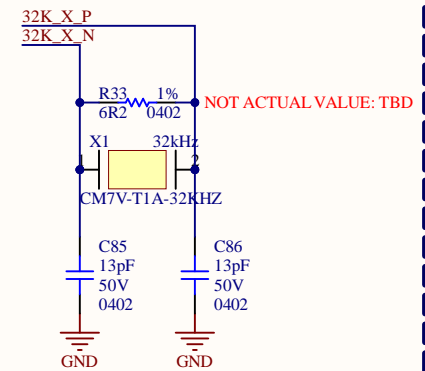 32K_X_P
32K_X_N
R33 1%
6R2 0402
NOT ACTUAL VALUE: TBD
X1 32kHz
1 2
CM7V-T1A-32KHZ
C85 C86
13pF 13pF
50V 50V
0402 0402
GND GND